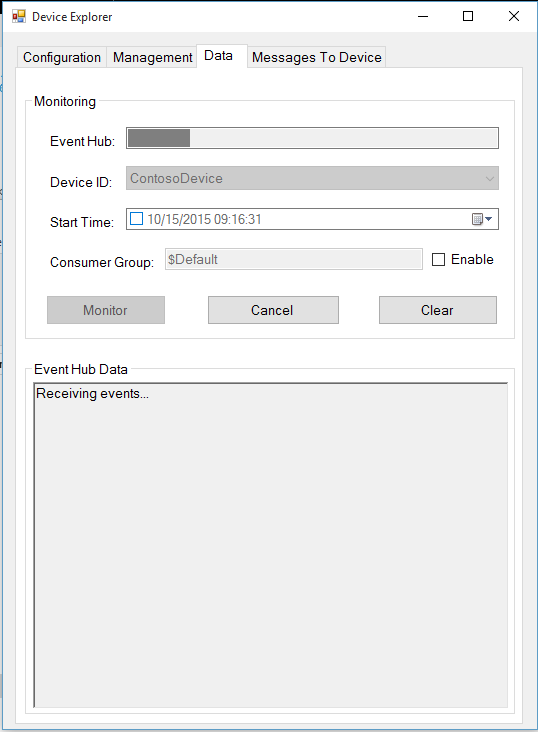 Device Explorer
Configuration Management Data Messages To Device
Monitoring
Event Hub:
Device ID: ContosoDevice
Start Time: 10/15/2015 09:16:31
Consumer Group: $Default Enable
Monitor Cancel Clear
Event Hub Data
Receiving events...